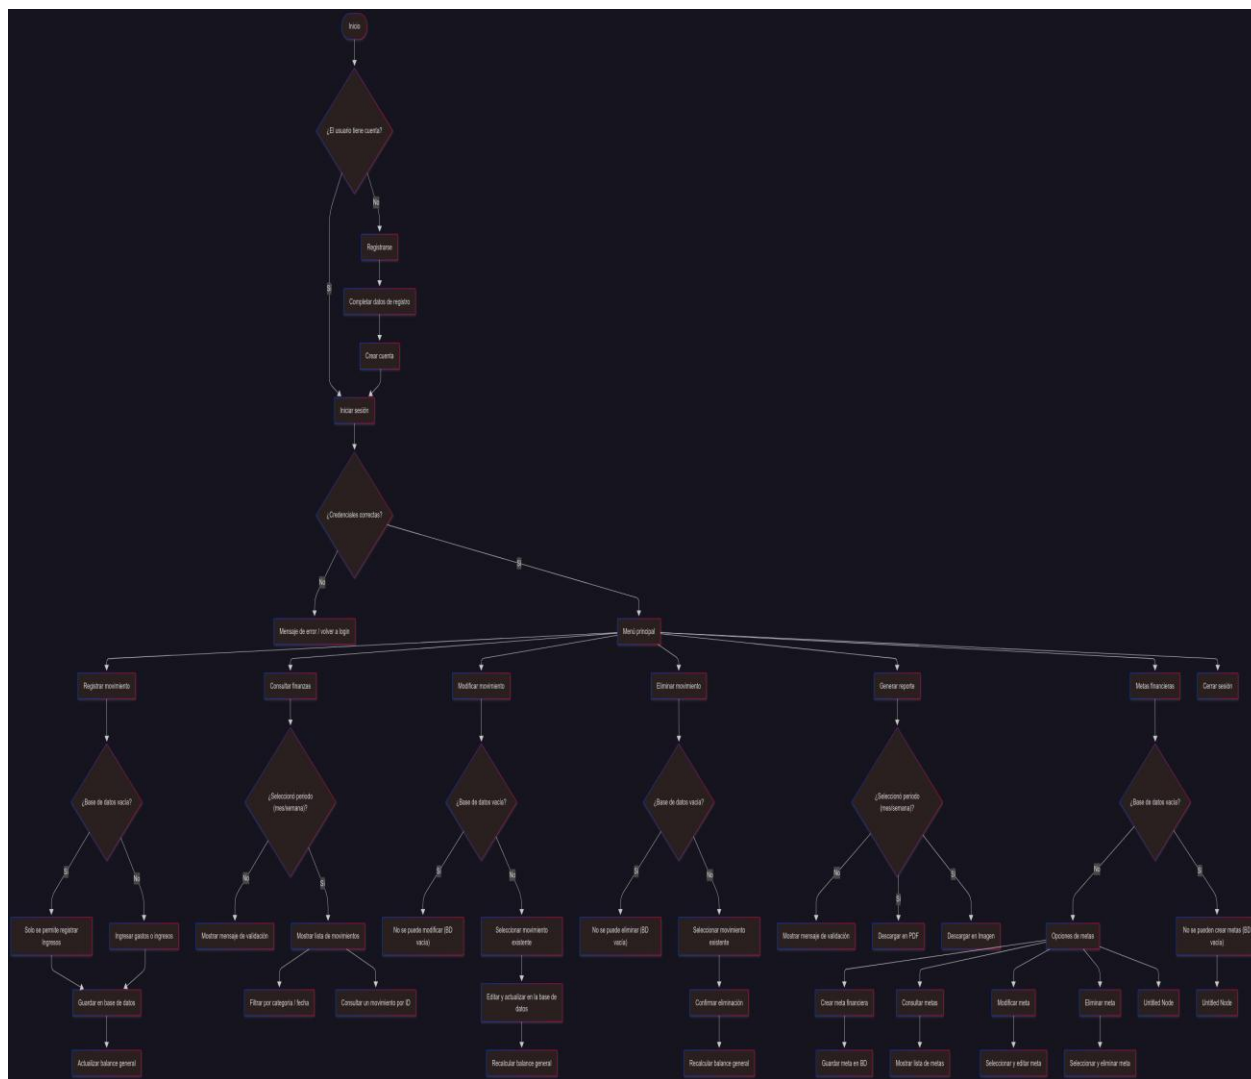 Inicio
¿El usuario tiene cuenta?
No
Registrarse
Sí
Completar datos de registro
Crear cuenta
Iniciar sesión
¿Credenciales correctas?
Sí
No
Mensaje de error / volver a login
Menú principal
Registrar movimiento
Consultar finanzas
Modificar movimiento
Eliminar movimiento
Generar reporte
Metas financieras
Cerrar sesión
¿Base de datos vacía?
¿Seleccionó periodo
(mes/semana)?
¿Base de datos vacía?
¿Base de datos vacía?
¿Seleccionó periodo
(mes/semana)?
¿Base de datos vacía?
Sí
No
No
Sí
Sí
No
Sí
No
No
Sí
Sí
No
Sí
Solo se permite registrar
ingresos
Ingresar gastos o ingresos
Mostrar mensaje de validación
Mostrar lista de movimientos
No se puede modificar (BD
vacía)
Seleccionar movimiento
existente
No se puede eliminar (BD
vacía)
Seleccionar movimiento
existente
Mostrar mensaje de validación
Descargar en PDF
Descargar en Imagen
Opciones de metas
No se pueden crear metas (BD
vacía)
Guardar en base de datos
Filtrar por categoría / fecha
Consultar un movimiento por ID
Editar y actualizar en la base de
datos
Confirmar eliminación
Crear meta financiera
Consultar metas
Modificar meta
Eliminar meta
Untitled Node
Untitled Node
Actualizar balance general
Recalcular balance general
Recalcular balance general
Guardar meta en BD
Mostrar lista de metas
Seleccionar y editar meta
Seleccionar y eliminar meta